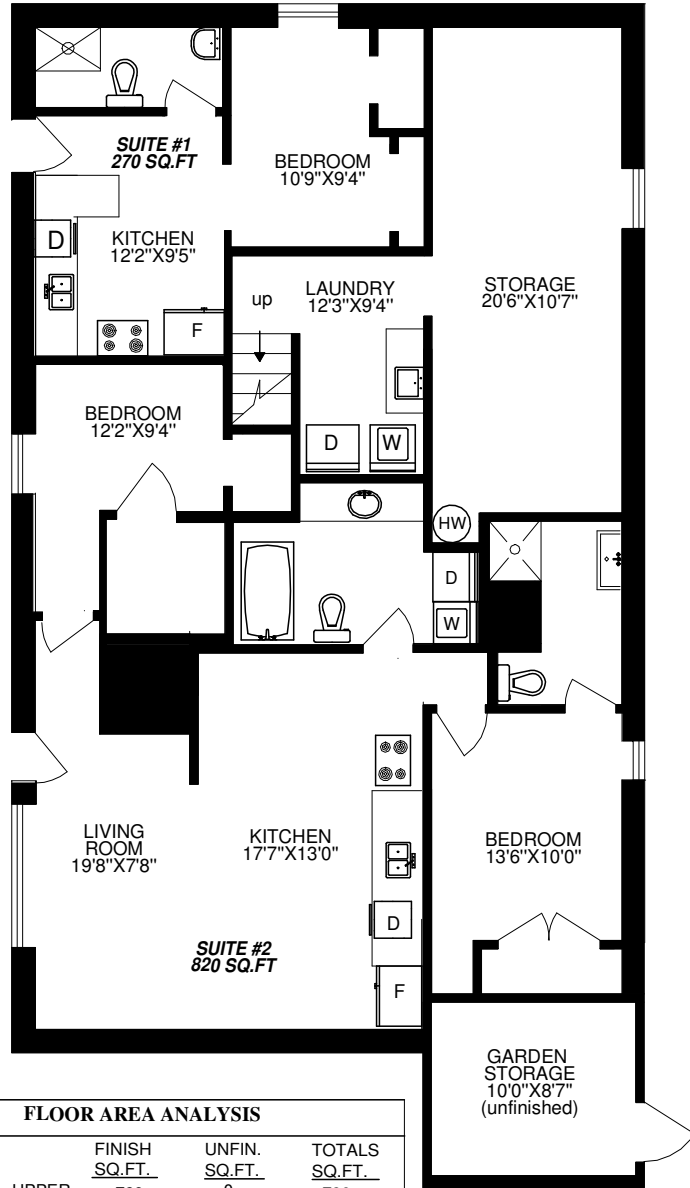 SUITE #1
270 SQ.FT
BEDROOM
10'9"X9'4"
D
KITCHEN
12'2"X9'5"
F
up
LAUNDRY
12'3"X9'4"
STORAGE
20'6"X10'7"
BEDROOM
12'2"X9'4"
D
W
HW
D
W
LIVING
ROOM
19'8"X7'8"
KITCHEN
17'7"X13'0"
BEDROOM
13'6"X10'0"
D
SUITE #2
820 SQ.FT
F
GARDEN
STORAGE
10'0"X8'7"
(unfinished)
FLOOR AREA ANALYSIS
FINISH UNFIN. TOTALS
SQ.FT. SQ.FT. SQ.FT.
UPPER